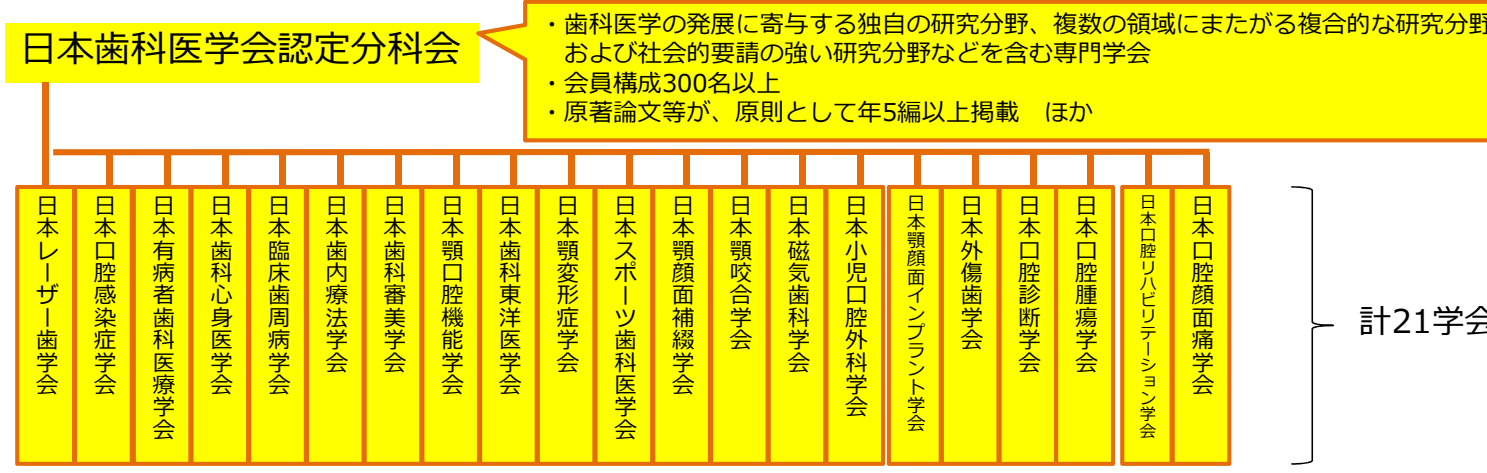 日本歯科医学会認定分科会
・歯科医学の発展に寄与する独自の研究分野、複数の領域にまたがる複合的な研究分野
および社会的要請の強い研究分野などを含む専門学会
・会員構成300名以上
・原著論文等が、原則として年5編以上掲載　ほか
日本レーザー歯学会
日本口腔感染症学会
日本有病者歯科医療学会
日本歯科心身医学会
日本臨床歯周病学会
日本歯内療法学会
日本歯科審美学会
日本顎口腔機能学会
日本歯科東洋医学会
日本顎変形症学会
日本スポーツ歯科医学会
日本顎顔面補綴学会
日本顎咬合学会
日本磁気歯科学会
日本小児口腔外科学会
日本顎顔面インプラント学会
日本外傷歯学会
日本口腔診断学会
日本口腔腫瘍学会
日本口腔リハビリテーション学会
日本口腔顔面痛学会
計21学会